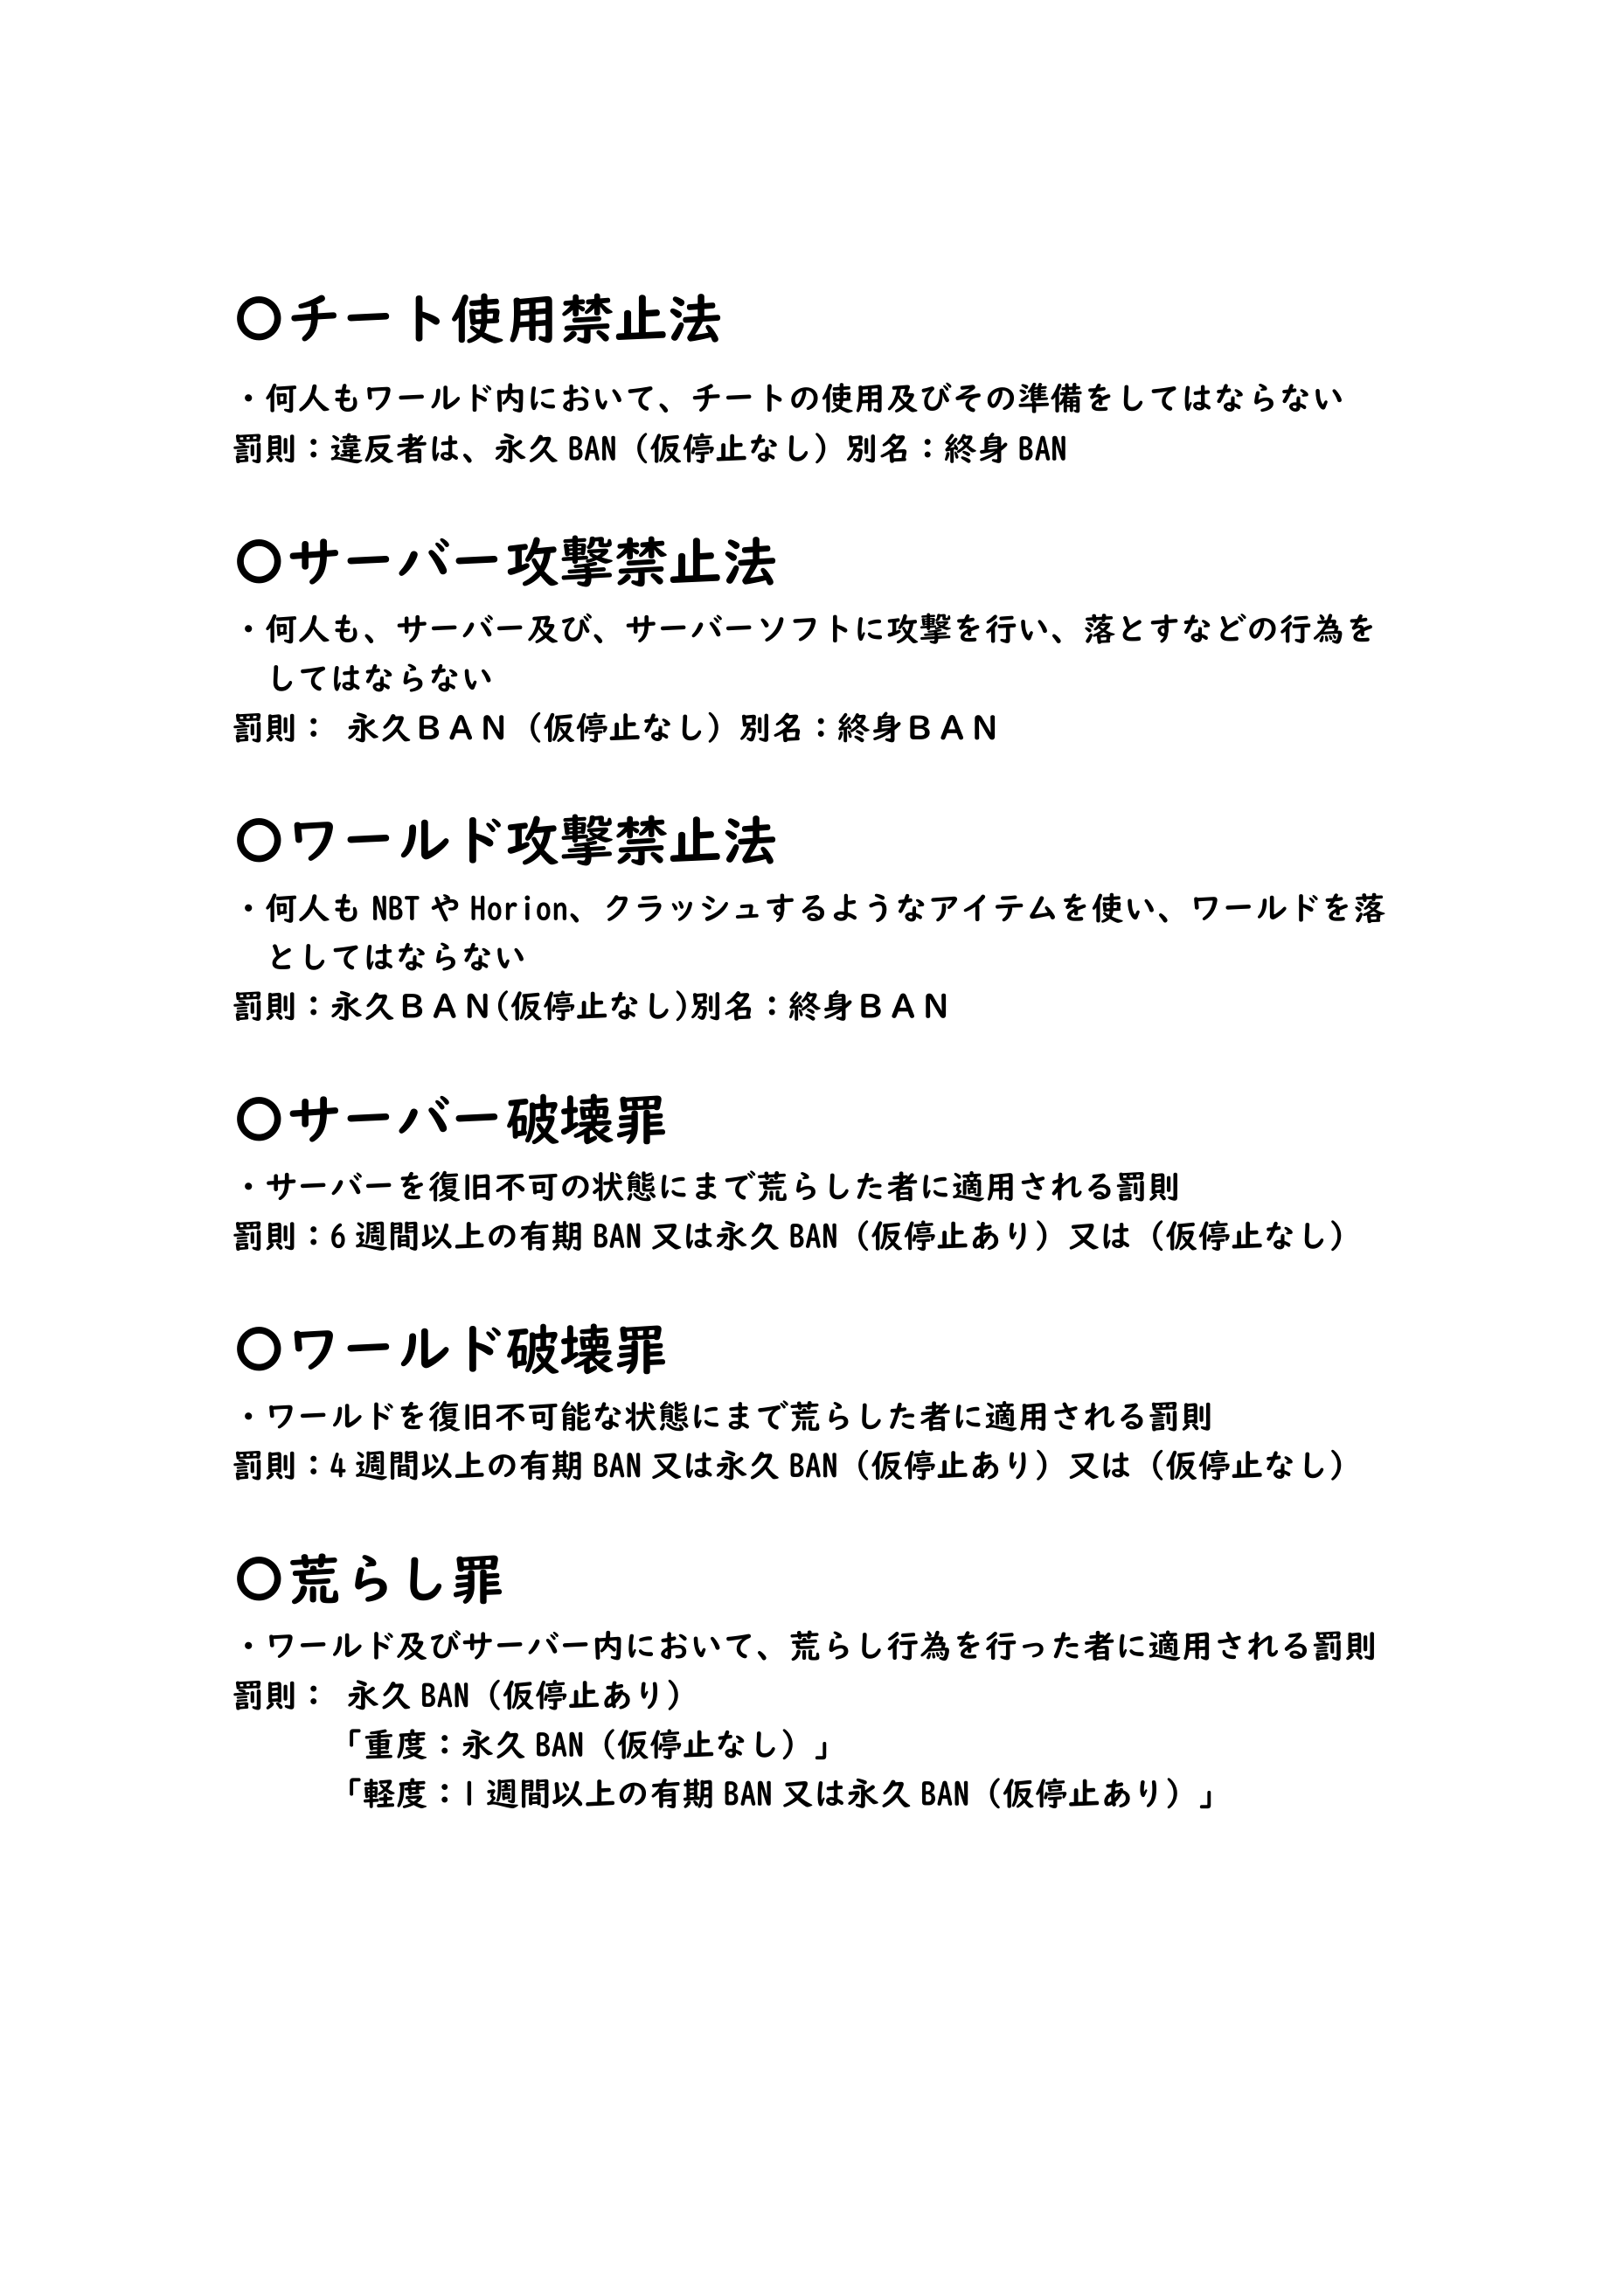 〇チート使用禁止法
・何人もワールド内において、チートの使用及びその準備をしてはならない
罰則：違反者は、永久 BAN（仮停止なし）別名：終身 BAN
〇サーバー攻撃禁止法
・何人も、サーバー及び、サーバーソフトに攻撃を行い、落とすなどの行為を
してはならない
罰則： 永久ＢＡＮ（仮停止なし）別名：終身ＢＡＮ
〇ワールド攻撃禁止法
・何人も NBT や Horion、クラッシュするようなアイテムを使い、ワールドを落
としてはならない
罰則：永久ＢＡＮ(仮停止なし)別名：終身ＢＡＮ
〇サーバー破壊罪
・サーバーを復旧不可の状態にまで荒らした者に適用される罰則
罰則：6 週間以上の有期 BAN 又は永久 BAN（仮停止あり）又は（仮停止なし）
〇ワールド破壊罪
・ワールドを復旧不可能な状態にまで荒らした者に適用される罰則
罰則：4 週間以上の有期 BAN 又は永久 BAN（仮停止あり）又は（仮停止なし）
〇荒らし罪
・ワールド及びサーバー内において、荒らし行為を行った者に適用される罰則
罰則： 永久 BAN（仮停止あり）
「重度：永久 BAN（仮停止なし）」
「軽度：1 週間以上の有期 BAN 又は永久 BAN（仮停止あり）」